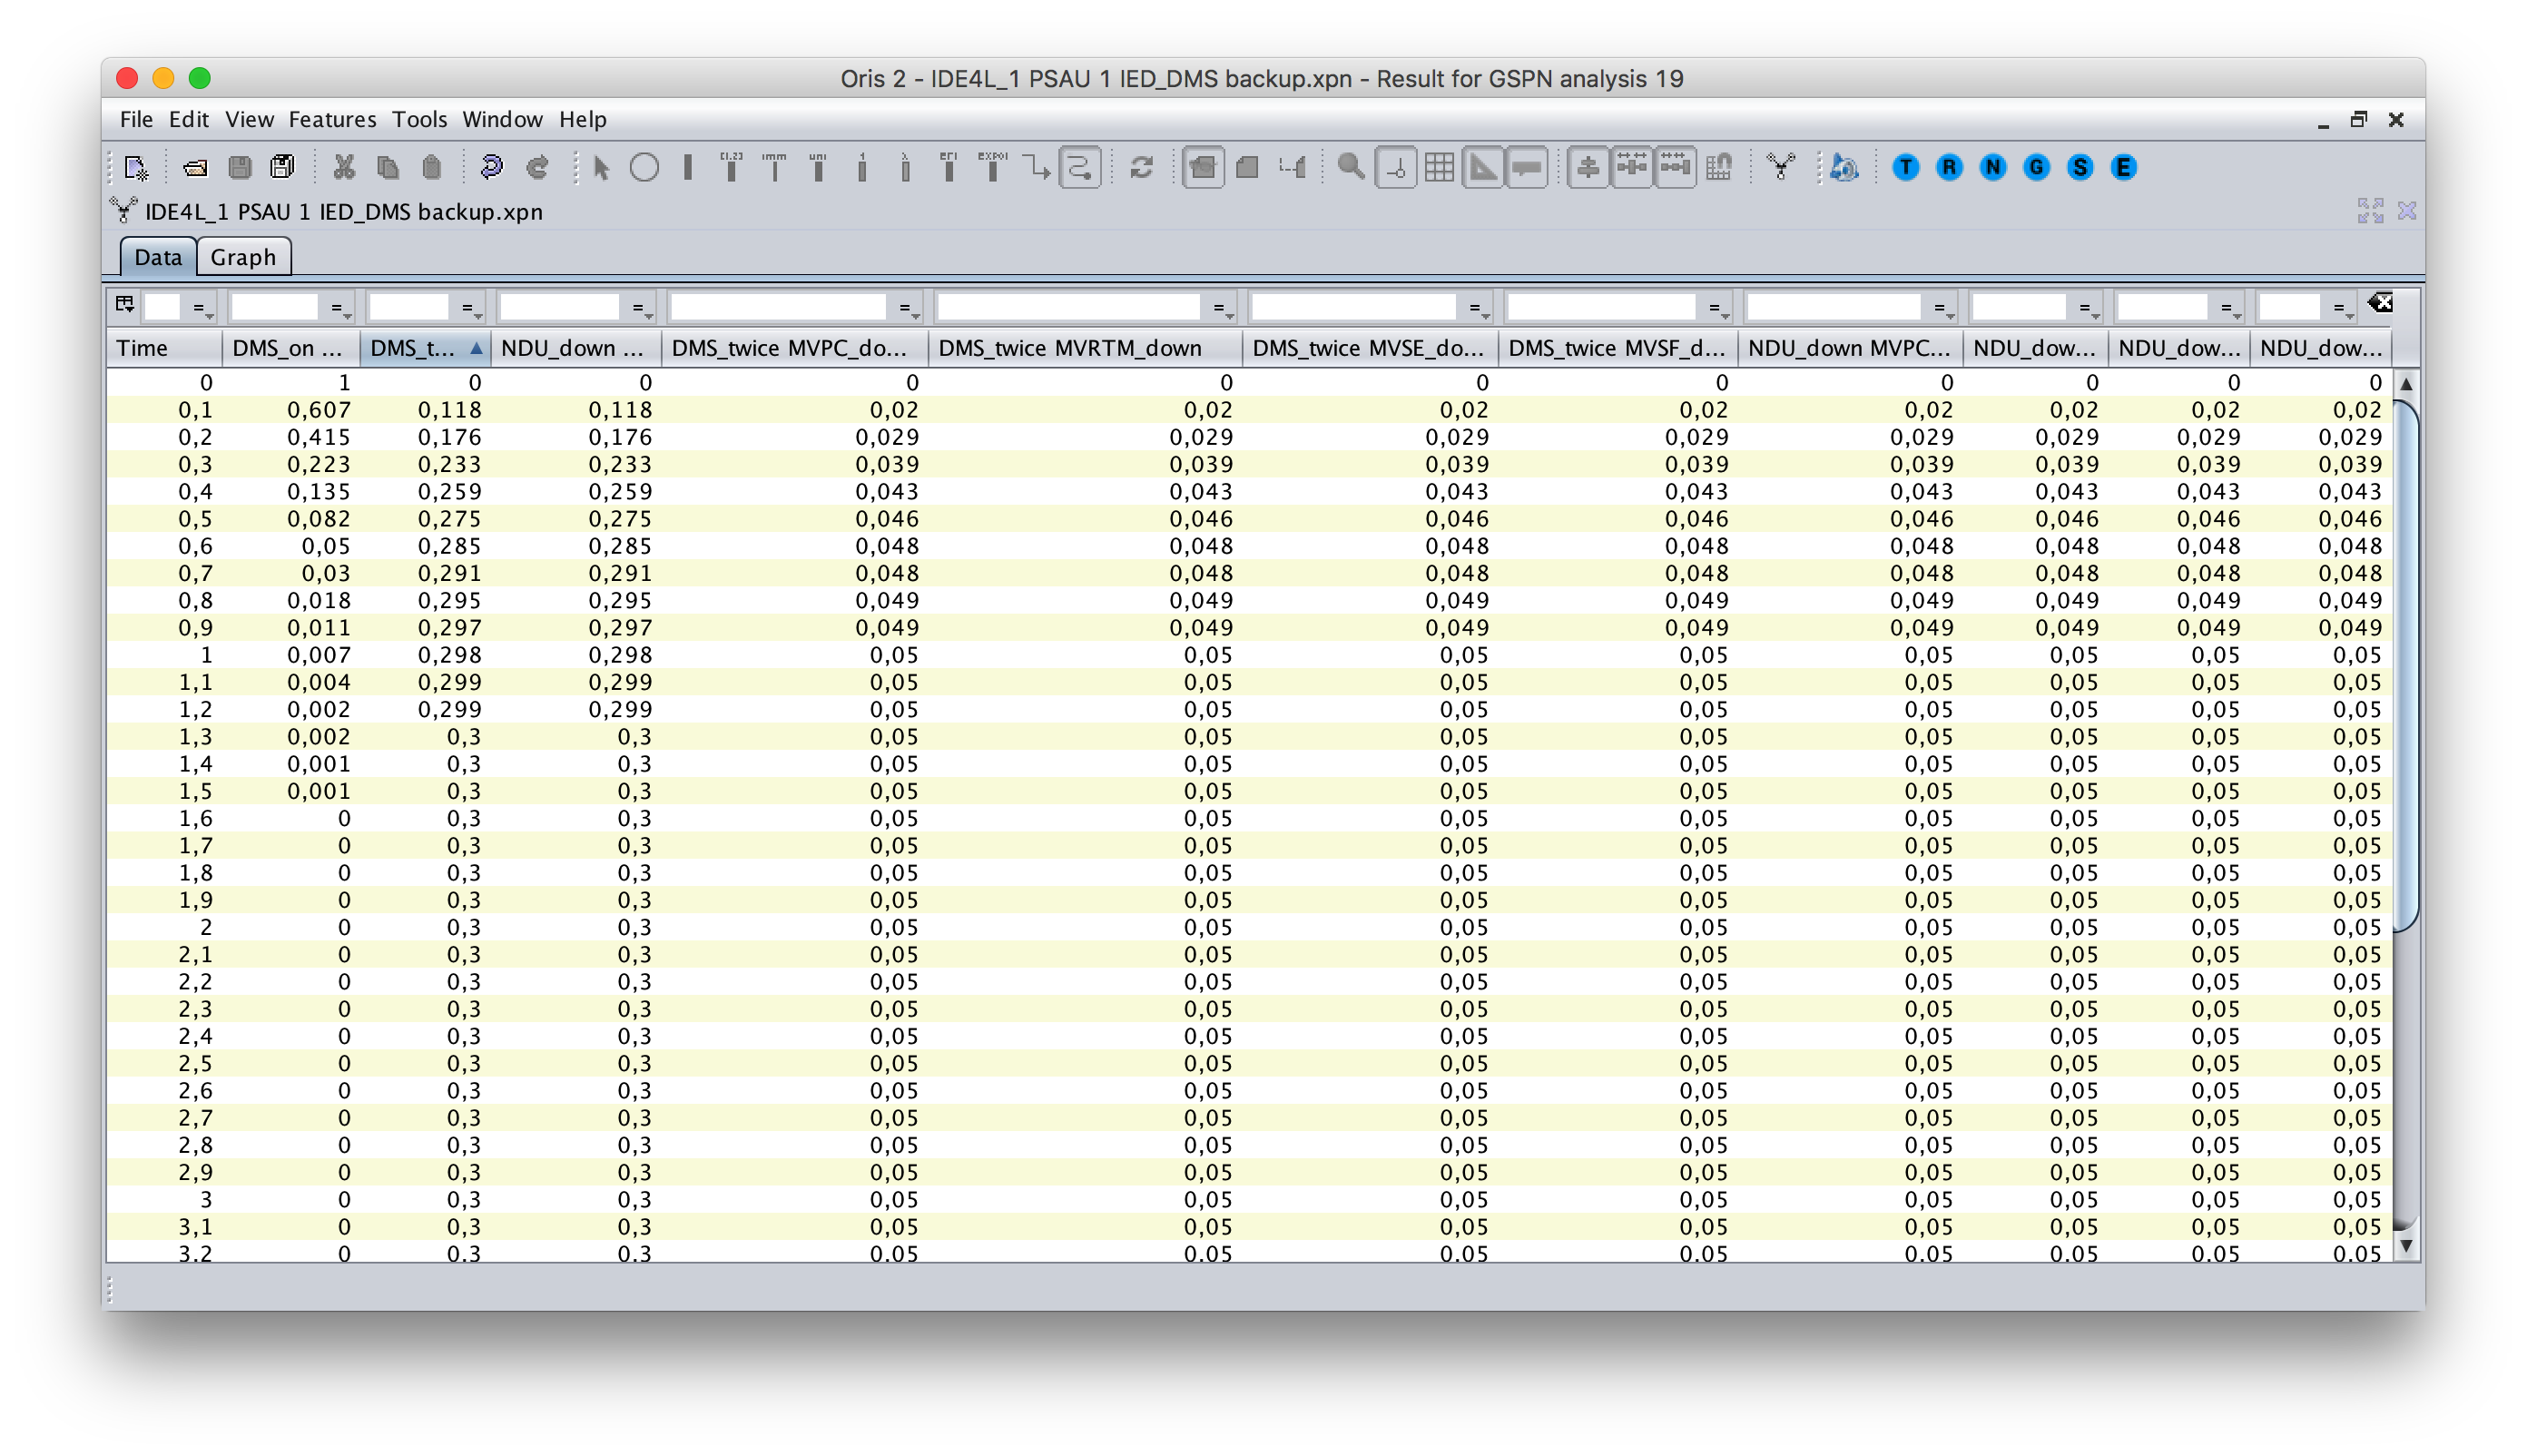 Oris 2 - IDE4L_1 PSAU 1 IED_DMS backup.xpn - Result for GSPN analysis 19
File Edit View Features Tools Window Help
[1,2] imm uni 1 λ EFT EXPOL T R N G S E
IDE4L_1 PSAU 1 IED_DMS backup.xpn
Data Graph
= = = = = = = = = = = =
Time DMS_on ... DMS_t... NDU_down ... DMS_twice MVPC_do... DMS_twice MVRTM_down DMS_twice MVSE_do... DMS_twice MVSF_d... NDU_down MVPC... NDU_dow... NDU_dow... NDU_dow...
0 1 0 0 0 0 0 0 0 0 0 0
0,1 0,607 0,118 0,118 0,02 0,02 0,02 0,02 0,02 0,02 0,02 0,02
0,2 0,415 0,176 0,176 0,029 0,029 0,029 0,029 0,029 0,029 0,029 0,029
0,3 0,223 0,233 0,233 0,039 0,039 0,039 0,039 0,039 0,039 0,039 0,039
0,4 0,135 0,259 0,259 0,043 0,043 0,043 0,043 0,043 0,043 0,043 0,043
0,5 0,082 0,275 0,275 0,046 0,046 0,046 0,046 0,046 0,046 0,046 0,046
0,6 0,05 0,285 0,285 0,048 0,048 0,048 0,048 0,048 0,048 0,048 0,048
0,7 0,03 0,291 0,291 0,048 0,048 0,048 0,048 0,048 0,048 0,048 0,048
0,8 0,018 0,295 0,295 0,049 0,049 0,049 0,049 0,049 0,049 0,049 0,049
0,9 0,011 0,297 0,297 0,049 0,049 0,049 0,049 0,049 0,049 0,049 0,049
1 0,007 0,298 0,298 0,05 0,05 0,05 0,05 0,05 0,05 0,05 0,05
1,1 0,004 0,299 0,299 0,05 0,05 0,05 0,05 0,05 0,05 0,05 0,05
1,2 0,002 0,299 0,299 0,05 0,05 0,05 0,05 0,05 0,05 0,05 0,05
1,3 0,002 0,3 0,3 0,05 0,05 0,05 0,05 0,05 0,05 0,05 0,05
1,4 0,001 0,3 0,3 0,05 0,05 0,05 0,05 0,05 0,05 0,05 0,05
1,5 0,001 0,3 0,3 0,05 0,05 0,05 0,05 0,05 0,05 0,05 0,05
1,6 0 0,3 0,3 0,05 0,05 0,05 0,05 0,05 0,05 0,05 0,05
1,7 0 0,3 0,3 0,05 0,05 0,05 0,05 0,05 0,05 0,05 0,05
1,8 0 0,3 0,3 0,05 0,05 0,05 0,05 0,05 0,05 0,05 0,05
1,9 0 0,3 0,3 0,05 0,05 0,05 0,05 0,05 0,05 0,05 0,05
2 0 0,3 0,3 0,05 0,05 0,05 0,05 0,05 0,05 0,05 0,05
2,1 0 0,3 0,3 0,05 0,05 0,05 0,05 0,05 0,05 0,05 0,05
2,2 0 0,3 0,3 0,05 0,05 0,05 0,05 0,05 0,05 0,05 0,05
2,3 0 0,3 0,3 0,05 0,05 0,05 0,05 0,05 0,05 0,05 0,05
2,4 0 0,3 0,3 0,05 0,05 0,05 0,05 0,05 0,05 0,05 0,05
2,5 0 0,3 0,3 0,05 0,05 0,05 0,05 0,05 0,05 0,05 0,05
2,6 0 0,3 0,3 0,05 0,05 0,05 0,05 0,05 0,05 0,05 0,05
2,7 0 0,3 0,3 0,05 0,05 0,05 0,05 0,05 0,05 0,05 0,05
2,8 0 0,3 0,3 0,05 0,05 0,05 0,05 0,05 0,05 0,05 0,05
2,9 0 0,3 0,3 0,05 0,05 0,05 0,05 0,05 0,05 0,05 0,05
3 0 0,3 0,3 0,05 0,05 0,05 0,05 0,05 0,05 0,05 0,05
3,1 0 0,3 0,3 0,05 0,05 0,05 0,05 0,05 0,05 0,05 0,05
3,2 0 0,3 0,3 0,05 0,05 0,05 0,05 0,05 0,05 0,05 0,05